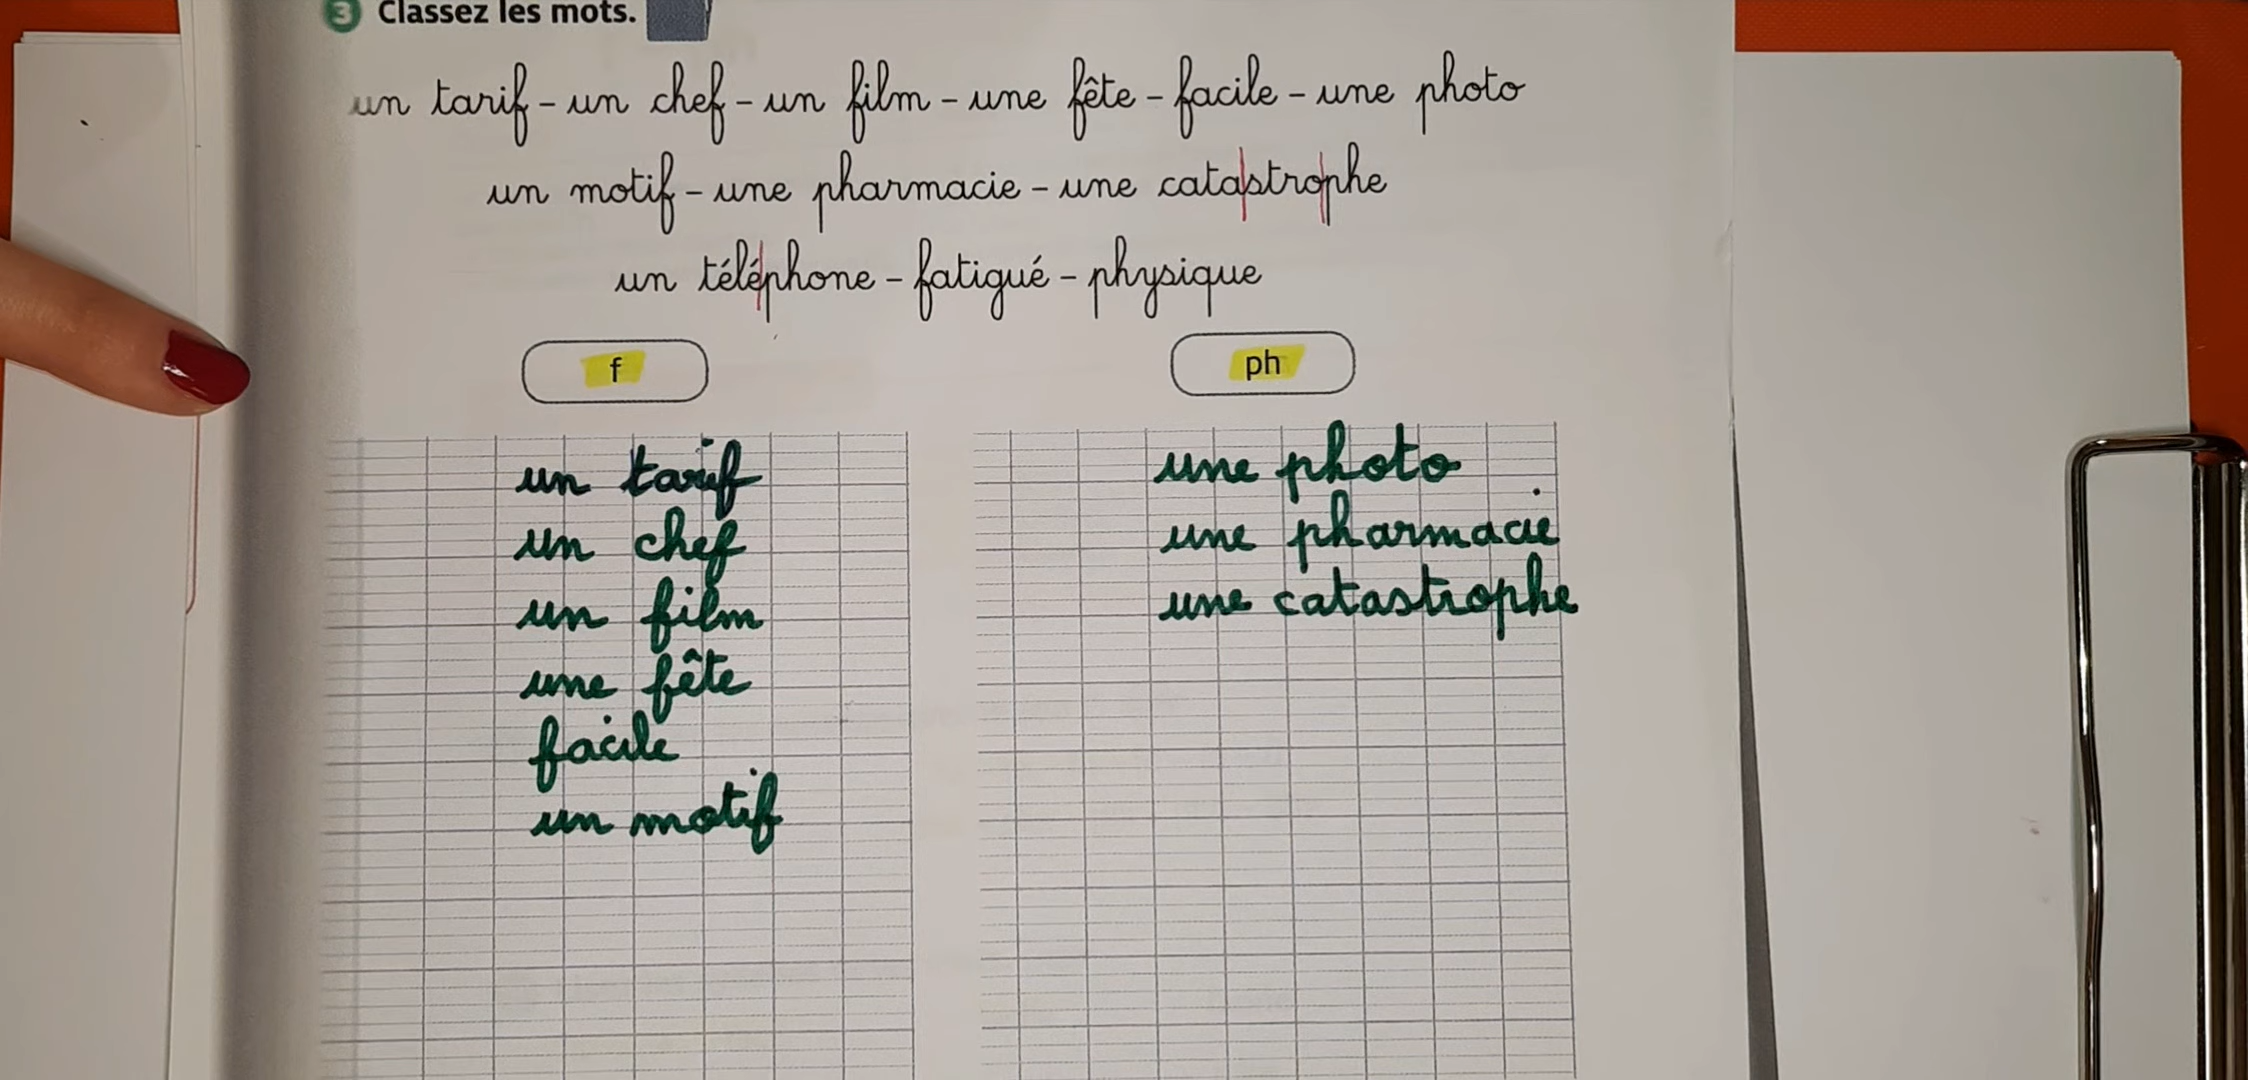 3 Classez les mots.
un tarif - un chef - un film - une fête - facile - une photo
un motif - une pharmacie - une catastrophe
un téléphone - fatigué - physique
f
ph
un tarif
un chef
un film
une fête
facile
un motif
une photo
une pharmacie
une catastrophe